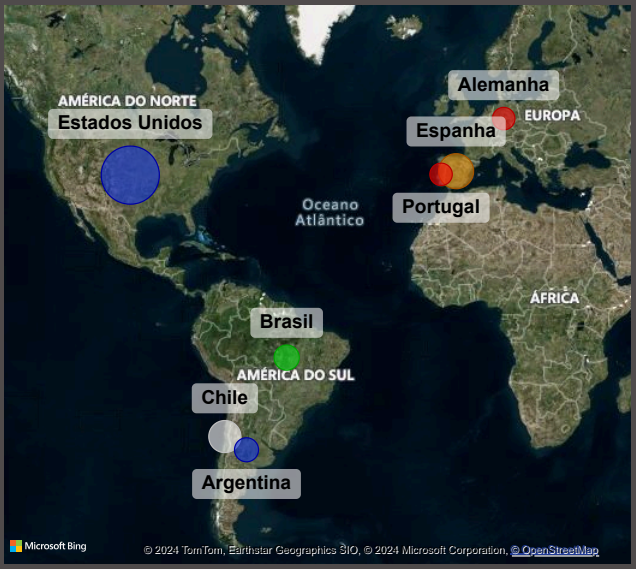 Alemanha
AMÉRICA DO NORTE
Estados Unidos
EUROPA
Espanha
Portugal
Oceano
Atlântico
ÁFRICA
Brasil
AMÉRICA DO SUL
Chile
Argentina
Microsoft Bing
© 2024 TomTom, Earthstar Geographics SIO, © 2024 Microsoft Corporation, © OpenStreetMap